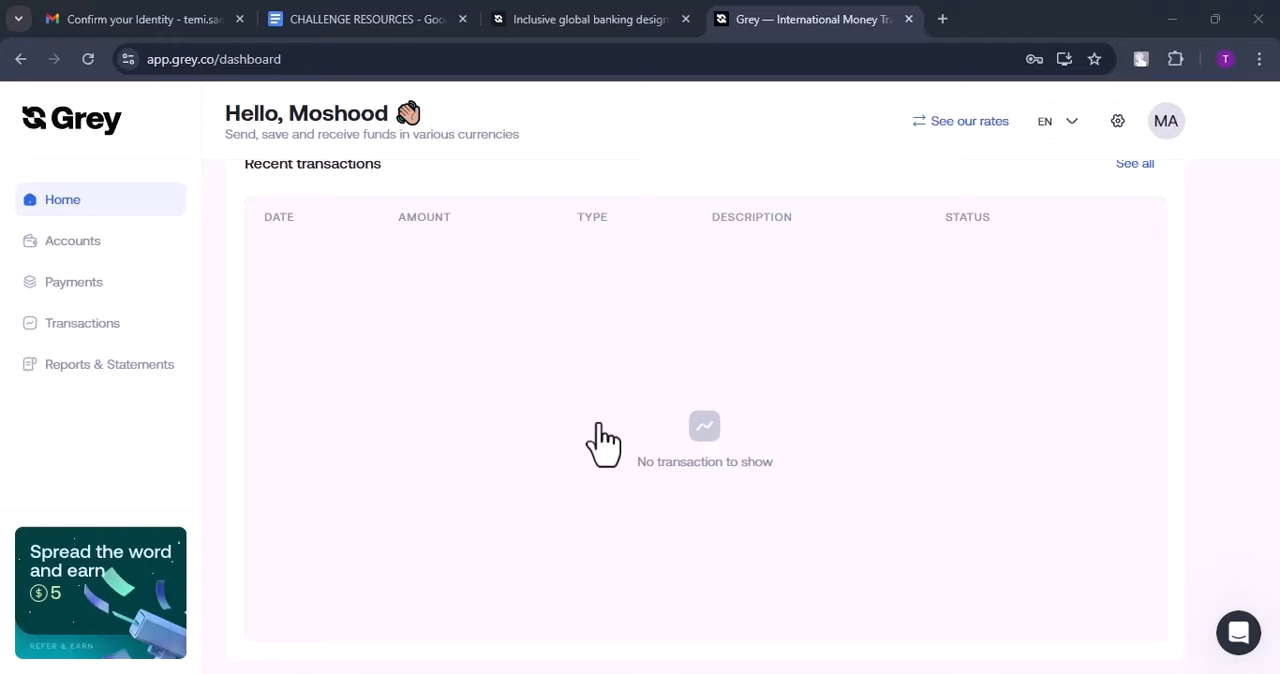 Confirm your Identity - temi.sad
CHALLENGE RESOURCES - Goo
Inclusive global banking design
Grey — International Money Tra
app.grey.co/dashboard
T
Grey
Hello, Moshood
Send, save and receive funds in various currencies
See our rates
EN
MA
Home
Accounts
Payments
Transactions
Reports & Statements
Recent transactions
See all
DATE AMOUNT TYPE DESCRIPTION STATUS
No transaction to show
Spread the word
and earn
$ 5
REFER & EARN